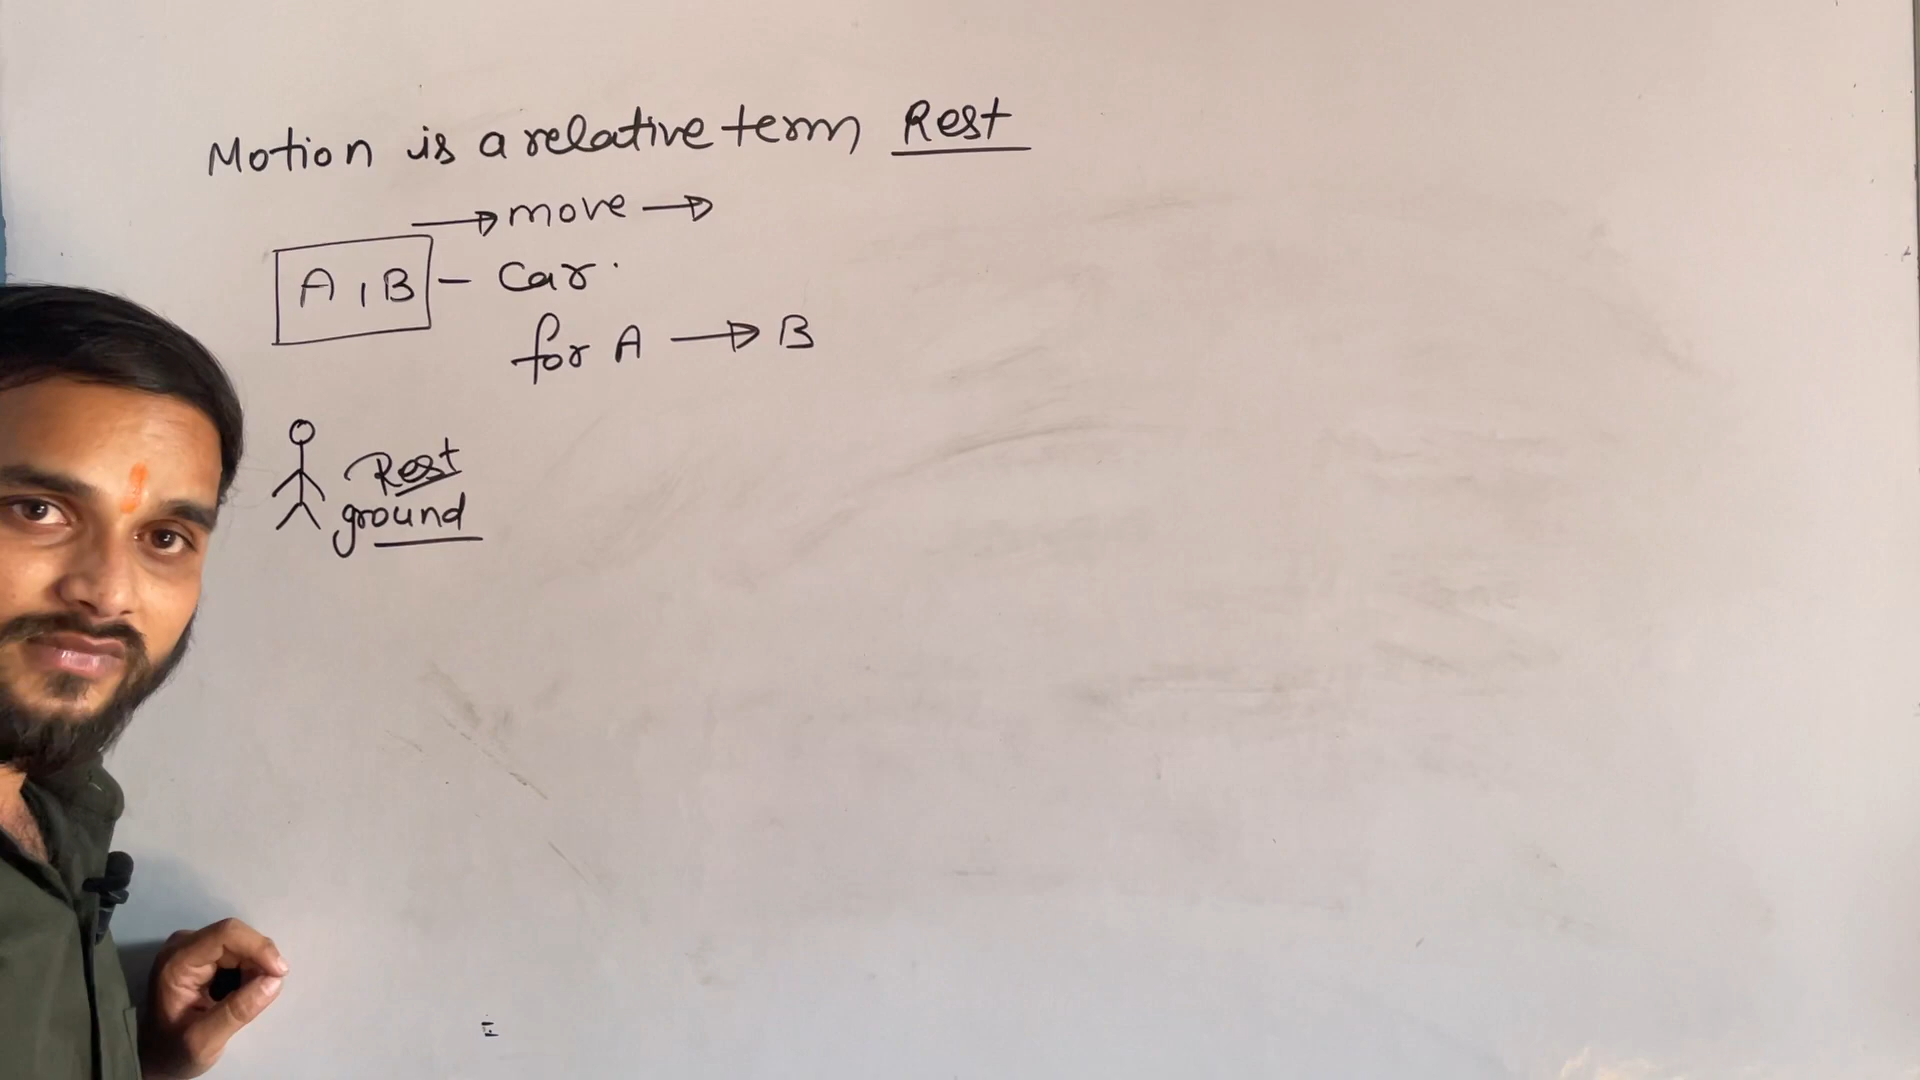 Motion is a relative term Rest
→ move →
A, B - Car.
for A → B
Rest
ground